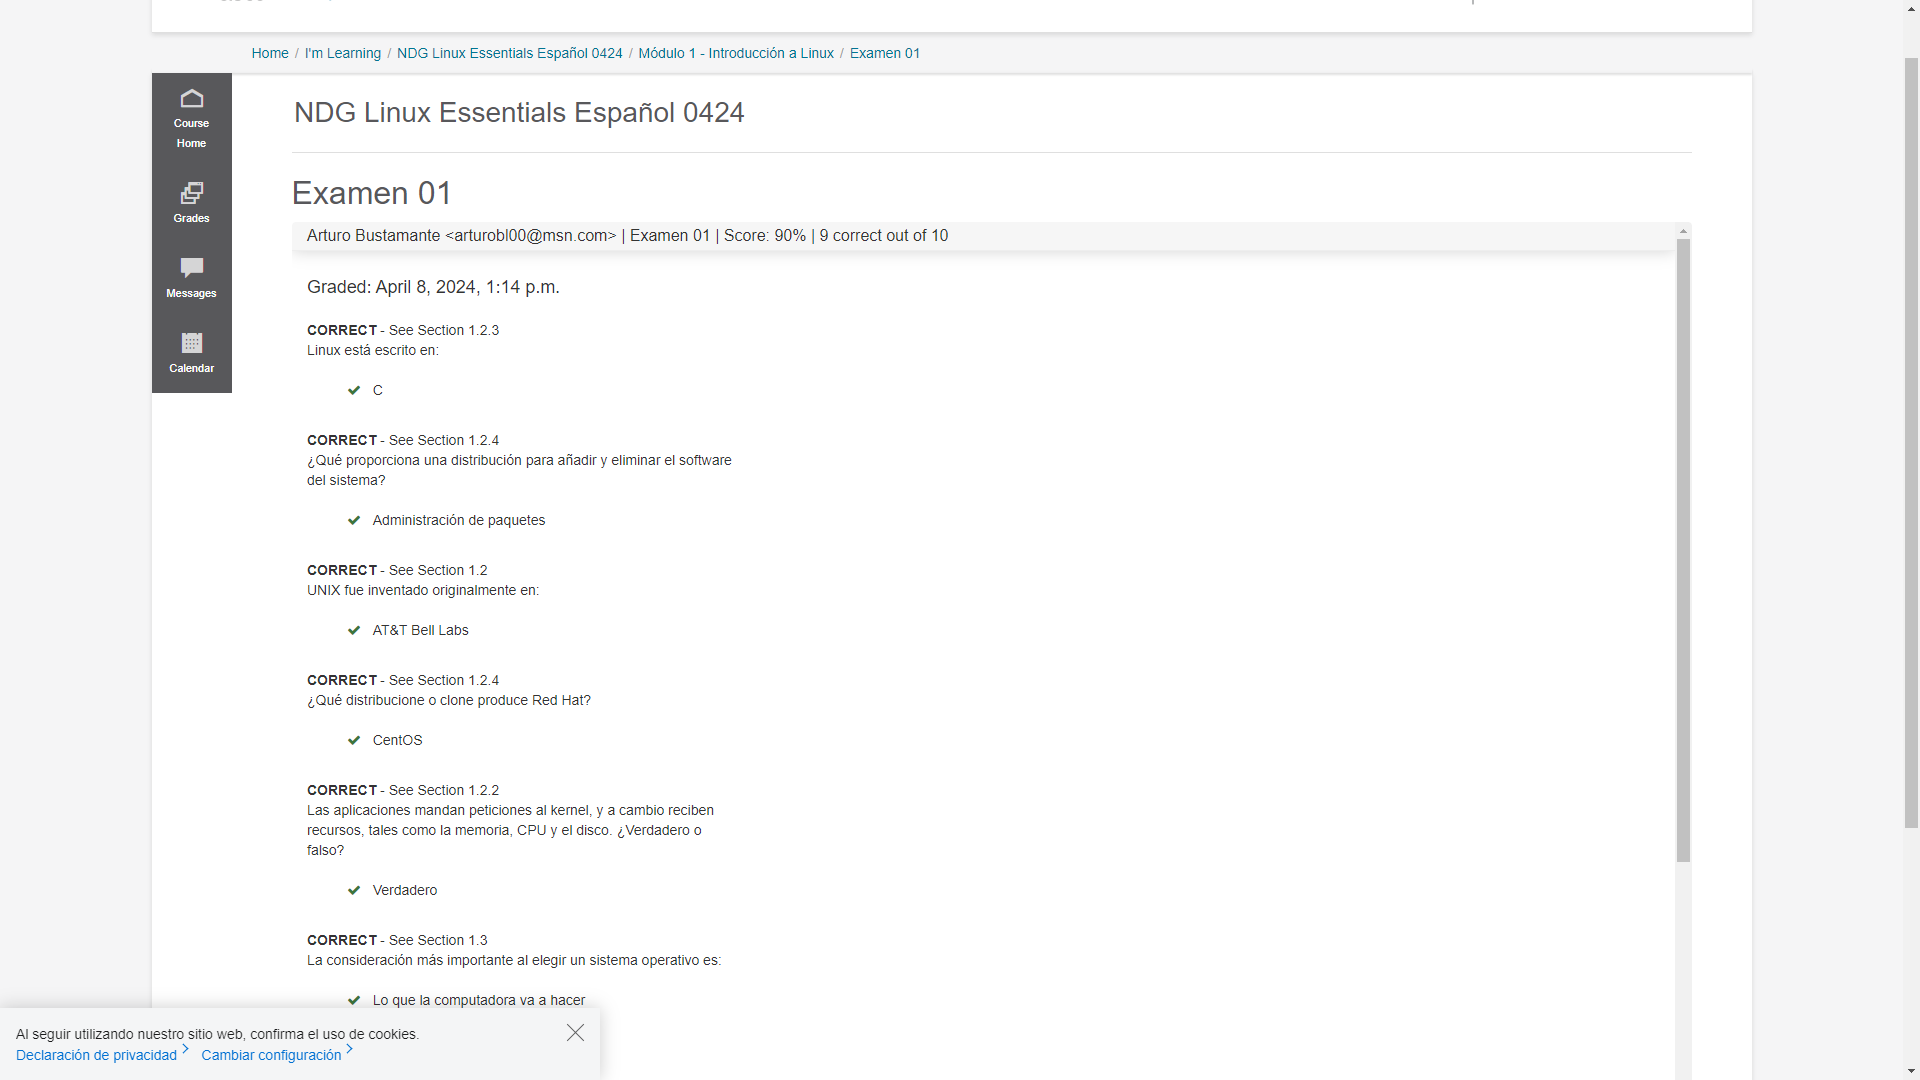 Home / I'm Learning / NDG Linux Essentials Español 0424 / Módulo 1 - Introducción a Linux / Examen 01
Course
Home
Grades
Messages
Calendar
NDG Linux Essentials Español 0424
Examen 01
Arturo Bustamante <arturobl00@msn.com> | Examen 01 | Score: 90% | 9 correct out of 10
Graded: April 8, 2024, 1:14 p.m.
CORRECT - See Section 1.2.3
Linux está escrito en:
C
CORRECT - See Section 1.2.4
¿Qué proporciona una distribución para añadir y eliminar el software
del sistema?
Administración de paquetes
CORRECT - See Section 1.2
UNIX fue inventado originalmente en:
AT&T Bell Labs
CORRECT - See Section 1.2.4
¿Qué distribucione o clone produce Red Hat?
CentOS
CORRECT - See Section 1.2.2
Las aplicaciones mandan peticiones al kernel, y a cambio reciben
recursos, tales como la memoria, CPU y el disco. ¿Verdadero o
falso?
Verdadero
CORRECT - See Section 1.3
La consideración más importante al elegir un sistema operativo es:
Lo que la computadora va a hacer
Al seguir utilizando nuestro sitio web, confirma el uso de cookies.
Declaración de privacidad > Cambiar configuración >